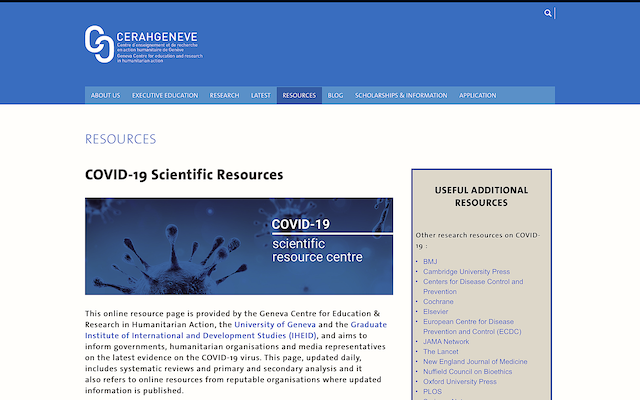 CERAHGENEVE
Centre d'enseignement et de recherche
en action humanitaire de Genève
Geneva Centre for education and research
in humanitarian action
ABOUT US EXECUTIVE EDUCATION RESEARCH LATEST RESOURCES BLOG SCHOLARSHIPS & INFORMATION APPLICATION
RESOURCES
COVID-19 Scientific Resources
COVID-19
scientific
resource centre
This online resource page is provided by the Geneva Centre for Education &
Research in Humanitarian Action, the University of Geneva and the Graduate
Institute of International and Development Studies (IHEID), and aims to
inform governments, humanitarian organisations and media representatives
on the latest evidence on the COVID-19 virus. This page, updated daily,
includes systematic reviews and primary and secondary analysis and it
also refers to online resources from reputable organisations where updated
information is published.
USEFUL ADDITIONAL
RESOURCES
Other research resources on COVID-
19 :
• BMJ
• Cambridge University Press
• Centers for Disease Control and
Prevention
• Cochrane
• Elsevier
• European Centre for Disease
Prevention and Control (ECDC)
• JAMA Network
• The Lancet
• New England Journal of Medicine
• Nuffield Council on Bioethics
• Oxford University Press
• PLOS